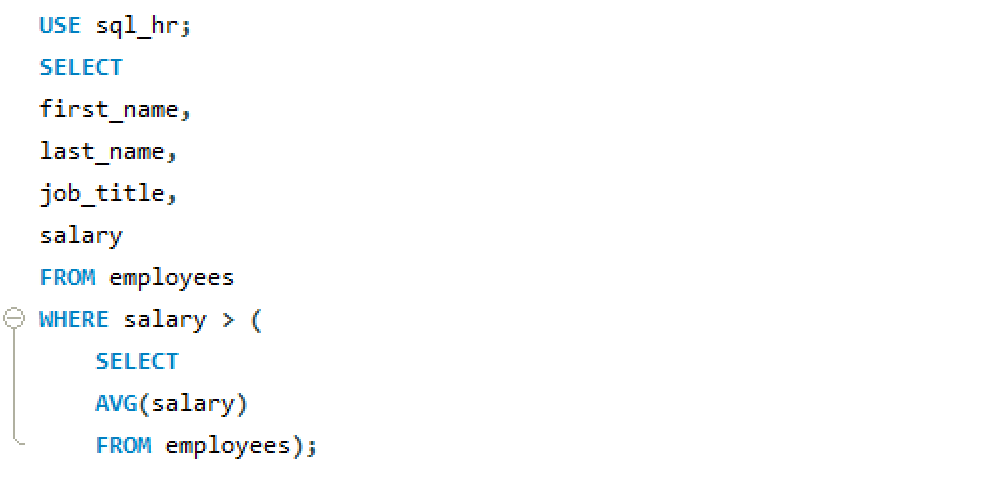 USE sql_hr;
SELECT
first_name,
last_name,
job_title,
salary
FROM employees
WHERE salary > (
    SELECT
    AVG(salary)
    FROM employees);